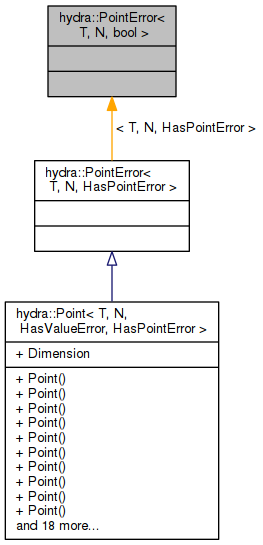 hydra::PointError<
T, N, bool >
< T, N, HasPointError >
hydra::PointError<
T, N, HasPointError >
hydra::Point< T, N,
HasValueError, HasPointError >
+ Dimension
+ Point()
+ Point()
+ Point()
+ Point()
+ Point()
+ Point()
+ Point()
+ Point()
+ Point()
+ Point()
and 18 more...